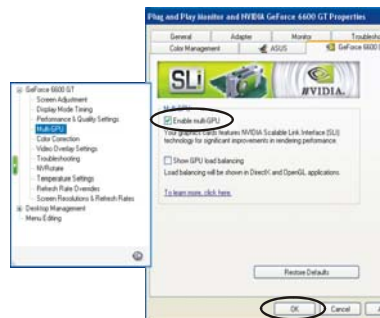 Plug and Play Monitor and NVIDIA GeForce 6600 GT Properties
General Adapter Monitor
Color Management ASUS GeForce 6600
SLI
NVIDIA.
GeForce 6600 GT
Screen Adjustment
Display Mode Timing
Performance & Quality Settings
Multi-GPU
Color Correction
Video Overlay Settings
Troubleshooting
NVRotate
Temperature Settings
Refresh Rate Overrides
Screen Resolutions & Refresh Rates
Desktop Management
Menu Editing
Enable multi-GPU
Your graphics cards features NVIDIA Scalable Link Interface (SLI)
technology for significant improvements in rendering performance.
Show GPU load balancing
Load balancing will be shown in DirectX and OpenGL applications.
To learn more, click here.
Restore Defaults
OK Cancel